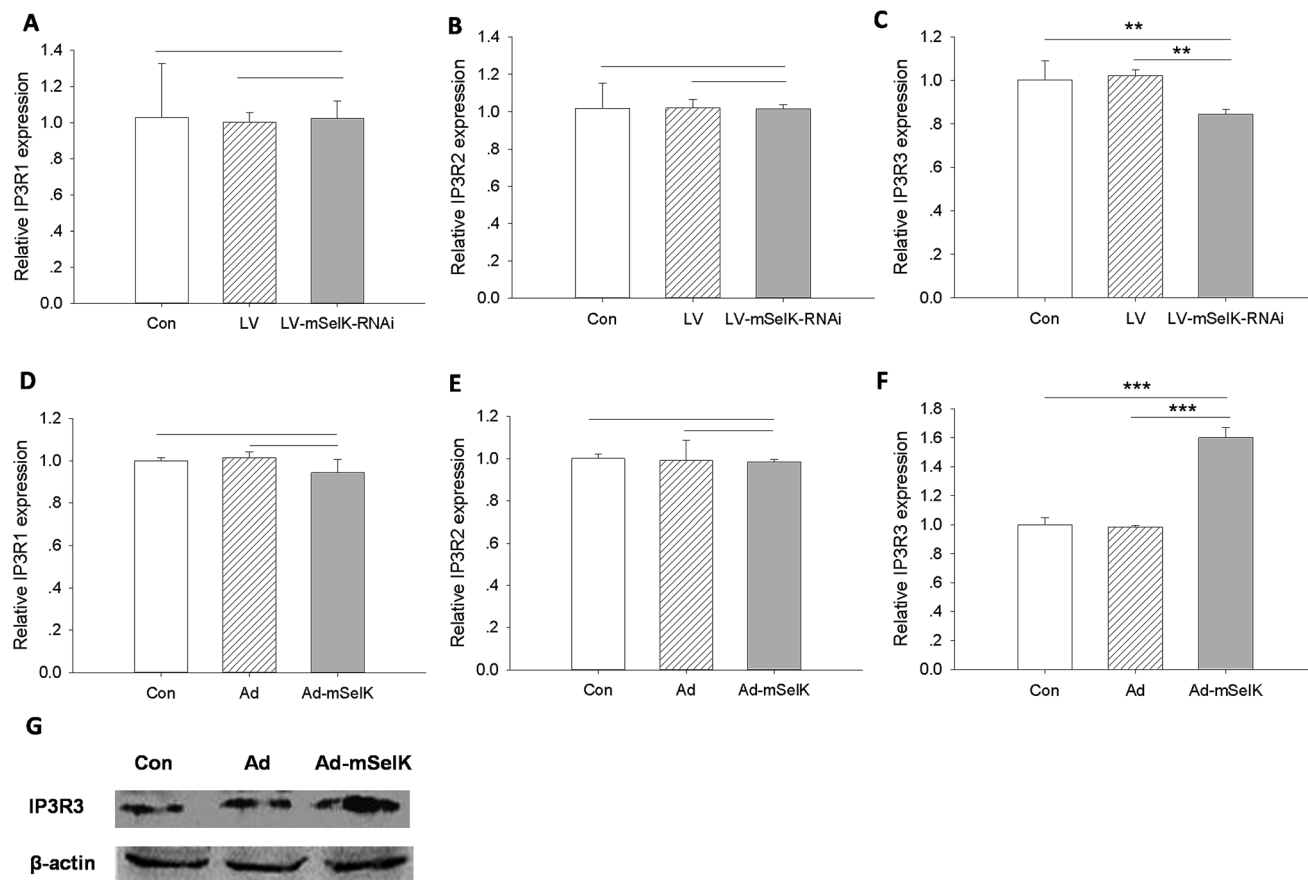 A
Relative IP3R1 expression
1.4
1.2
1.0
.8
.6
.4
.2
0.0
Con LV LV-mSelK-RNAi
B
Relative IP3R2 expression
1.4
1.2
1.0
.8
.6
.4
.2
0.0
Con LV LV-mSelK-RNAi
C
Relative IP3R3 expression
1.2
1.0
.8
.6
.4
.2
0.0
**
**
Con LV LV-mSelK-RNAi
D
Relative IP3R1 expression
1.2
1.0
.8
.6
.4
.2
0.0
Con Ad Ad-mSelK
E
Relative IP3R2 expression
1.2
1.0
.8
.6
.4
.2
0.0
Con Ad Ad-mSelK
F
Relative IP3R3 expression
1.8
1.6
1.4
1.2
1.0
.8
.6
.4
.2
0.0
***
***
Con Ad Ad-mSelK
G
Con Ad Ad-mSelK
IP3R3
β-actin